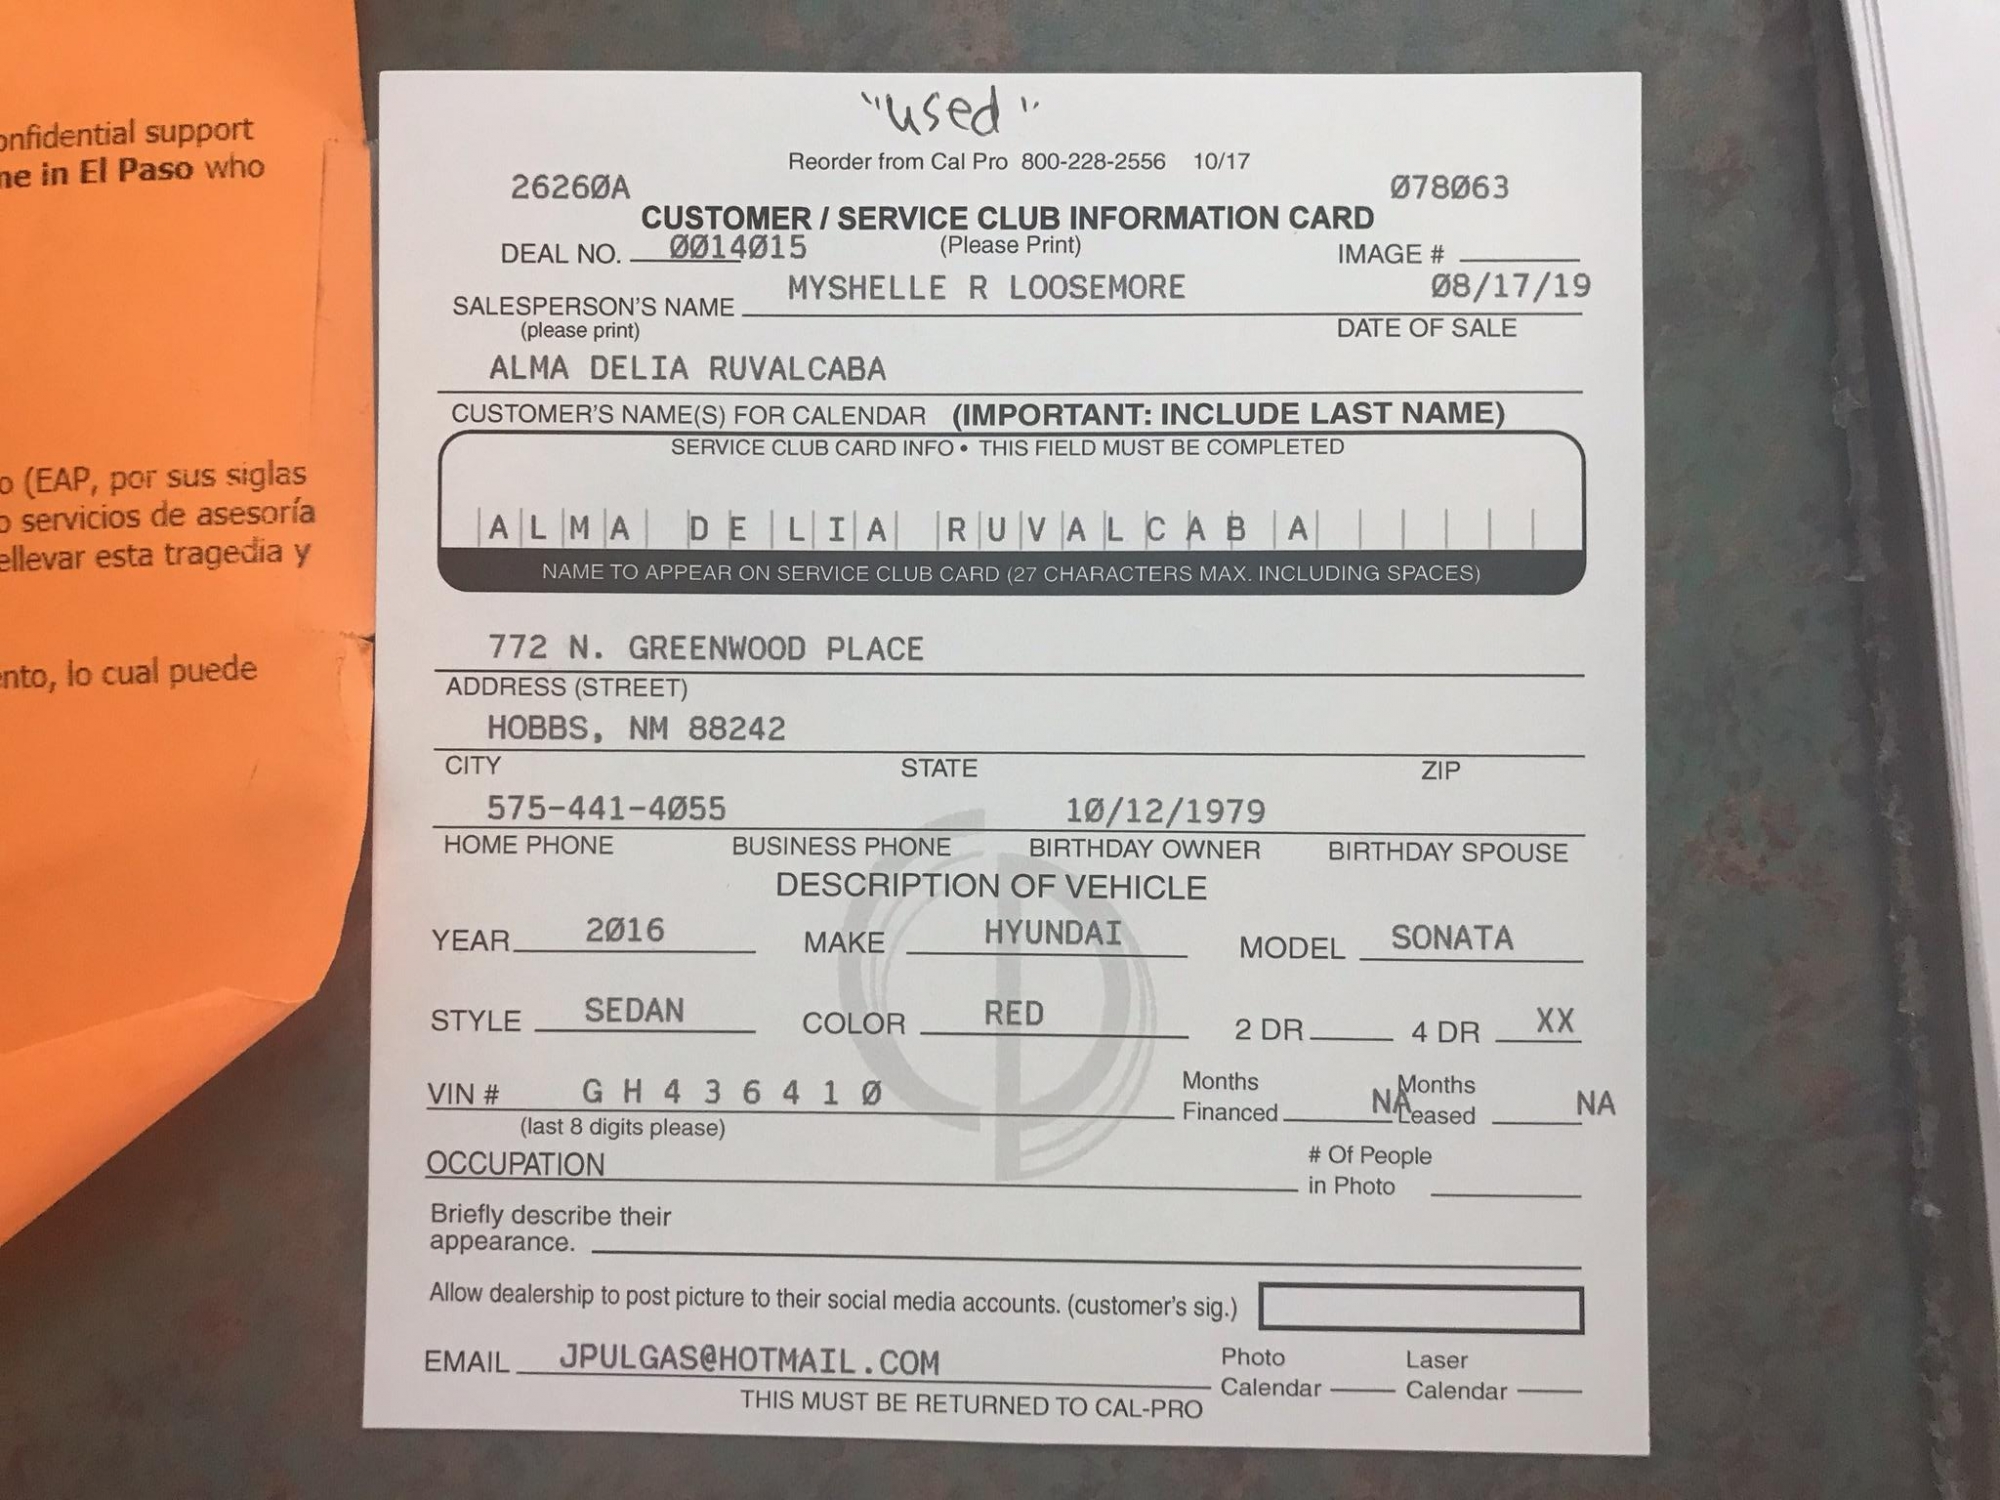 "used"
Reorder from Cal Pro 800-228-2556 10/17
26260A 078063
CUSTOMER / SERVICE CLUB INFORMATION CARD
DEAL NO. 0014015 (Please Print) IMAGE #
SALESPERSON'S NAME MYSHELLE R LOOSEMORE 08/17/19
(please print) DATE OF SALE
ALMA DELIA RUVALCABA
CUSTOMER'S NAME(S) FOR CALENDAR (IMPORTANT: INCLUDE LAST NAME)
SERVICE CLUB CARD INFO • THIS FIELD MUST BE COMPLETED
ALMA DELIA RUVALCABA
NAME TO APPEAR ON SERVICE CLUB CARD (27 CHARACTERS MAX. INCLUDING SPACES)
772 N. GREENWOOD PLACE
ADDRESS (STREET)
HOBBS, NM 88242
CITY STATE ZIP
575-441-4055 10/12/1979
HOME PHONE BUSINESS PHONE BIRTHDAY OWNER BIRTHDAY SPOUSE
DESCRIPTION OF VEHICLE
YEAR 2016 MAKE HYUNDAI MODEL SONATA
STYLE SEDAN COLOR RED 2 DR 4 DR XX
VIN # GH436410 Months Financed NA Months Leased NA
(last 8 digits please)
OCCUPATION # Of People in Photo
Briefly describe their
appearance.
Allow dealership to post picture to their social media accounts. (customer's sig.)
EMAIL JPULGAS@HOTMAIL.COM Photo Calendar Laser Calendar
THIS MUST BE RETURNED TO CAL-PRO
onfidential support
ne in El Paso who
o (EAP, por sus siglas
o servicios de asesoría
ellevar esta tragedia y
nto, lo cual puede